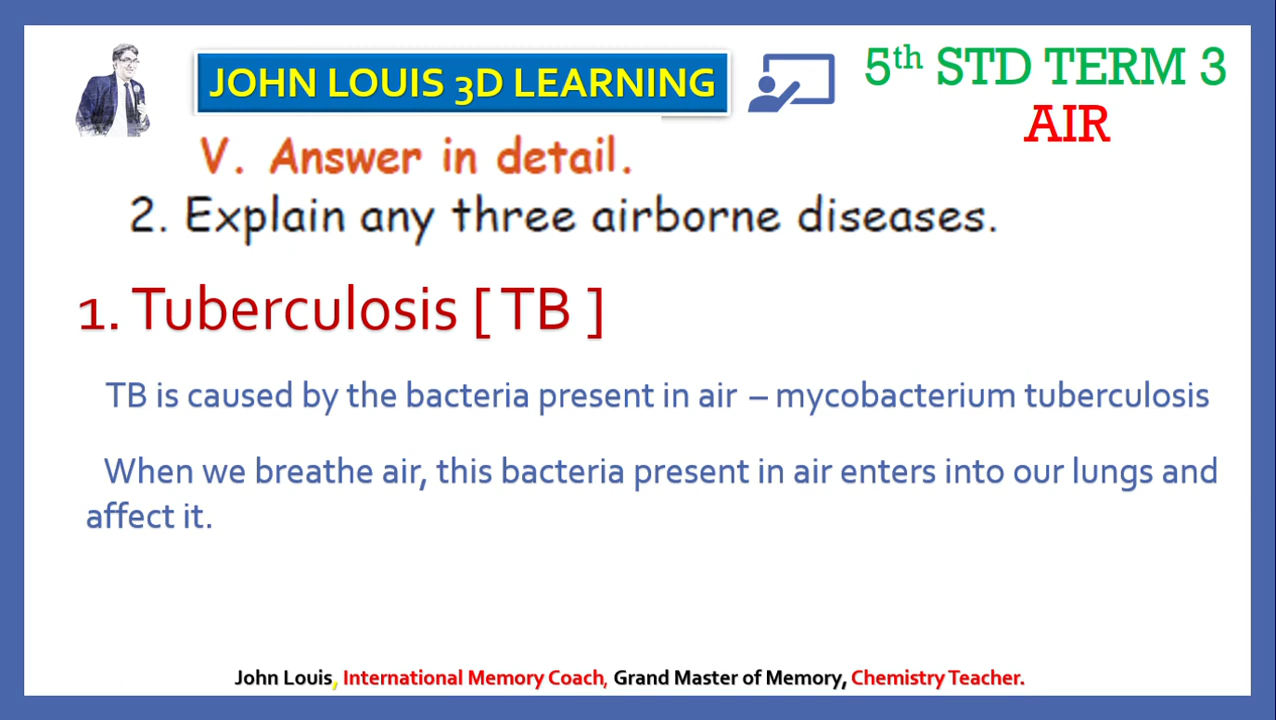 JOHN LOUIS 3D LEARNING
5th STD TERM 3
AIR
V. Answer in detail.
2. Explain any three airborne diseases.
1. Tuberculosis [ TB ]
TB is caused by the bacteria present in air – mycobacterium tuberculosis
When we breathe air, this bacteria present in air enters into our lungs and
affect it.
John Louis, International Memory Coach, Grand Master of Memory, Chemistry Teacher.